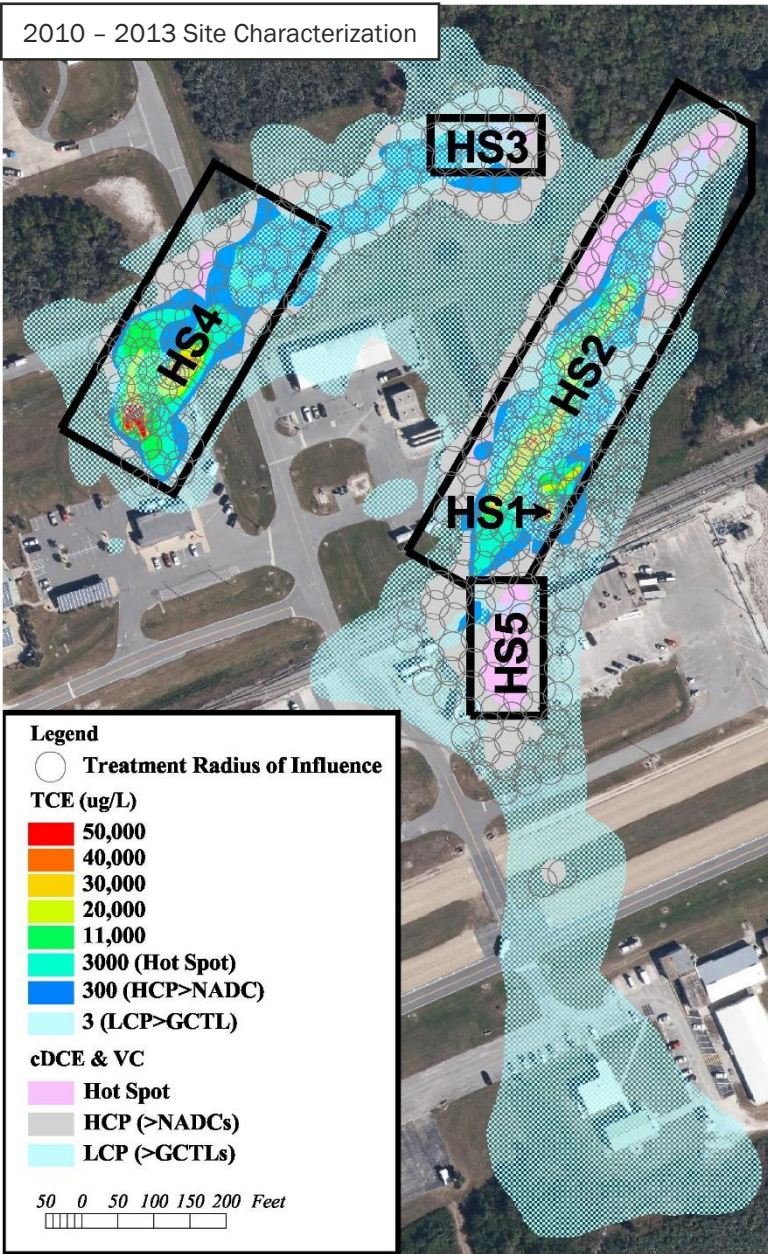 2010 – 2013 Site Characterization
HS3
HS4
HS2
HS1
HS5
Legend
Treatment Radius of Influence
TCE (ug/L)
50,000
40,000
30,000
20,000
11,000
3000 (Hot Spot)
300 (HCP>NADC)
3 (LCP>GCTL)
cDCE & VC
Hot Spot
HCP (>NADCs)
LCP (>GCTLs)
50 0 50 100 150 200 Feet